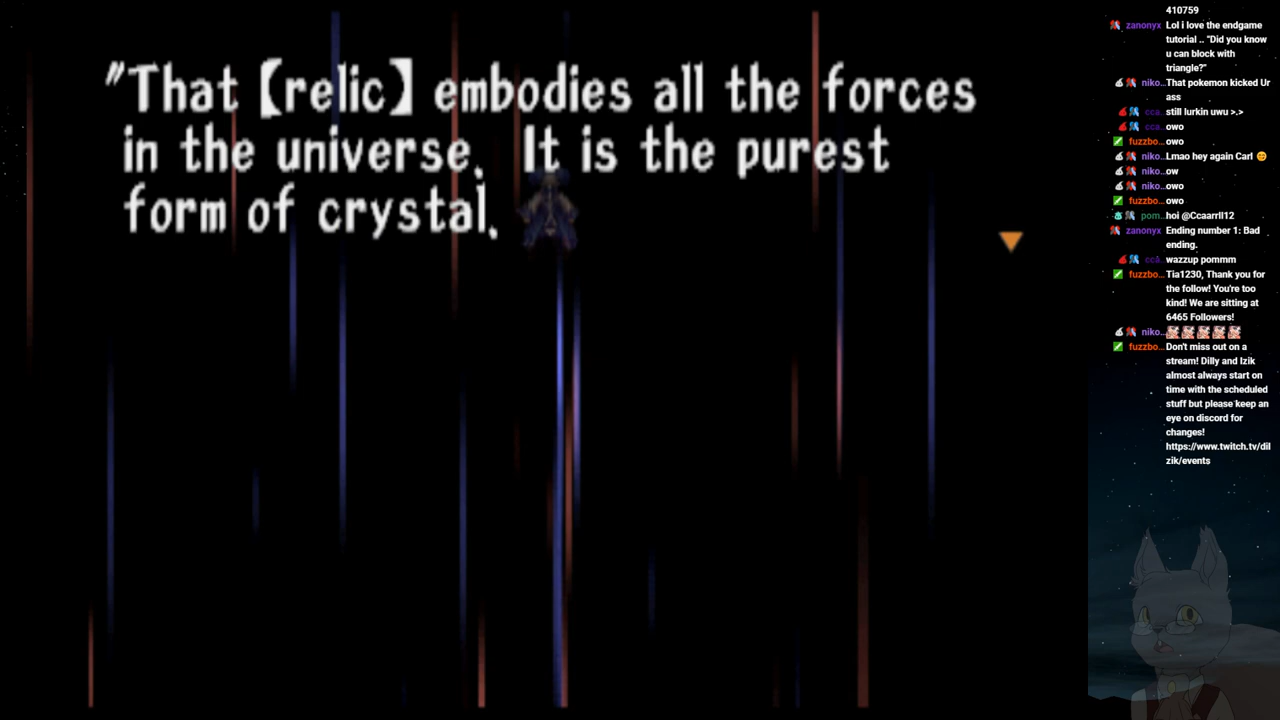 "That 【relic】 embodies all the forces
in the universe. It is the purest
form of crystal.
410759
zanonyx Lol i love the endgame
tutorial .. "Did you know
u can block with
triangle?"
niko... That pokemon kicked Ur
ass
cca... still lurkin uwu >.>
cca... owo
fuzzbo... owo
niko... Lmao hey again Carl 😊
niko... ow
niko... owo
fuzzbo... owo
pom... hoi @Ccaarrll12
zanonyx Ending number 1: Bad
ending.
cca... wazzup pommm
fuzzbo... Tia1230, Thank you for
the follow! You're too
kind! We are sitting at
6465 Followers!
niko...
fuzzbo... Don't miss out on a
stream! Dilly and Izik
almost always start on
time with the scheduled
stuff but please keep an
eye on discord for
changes!
https://www.twitch.tv/dil
zik/events